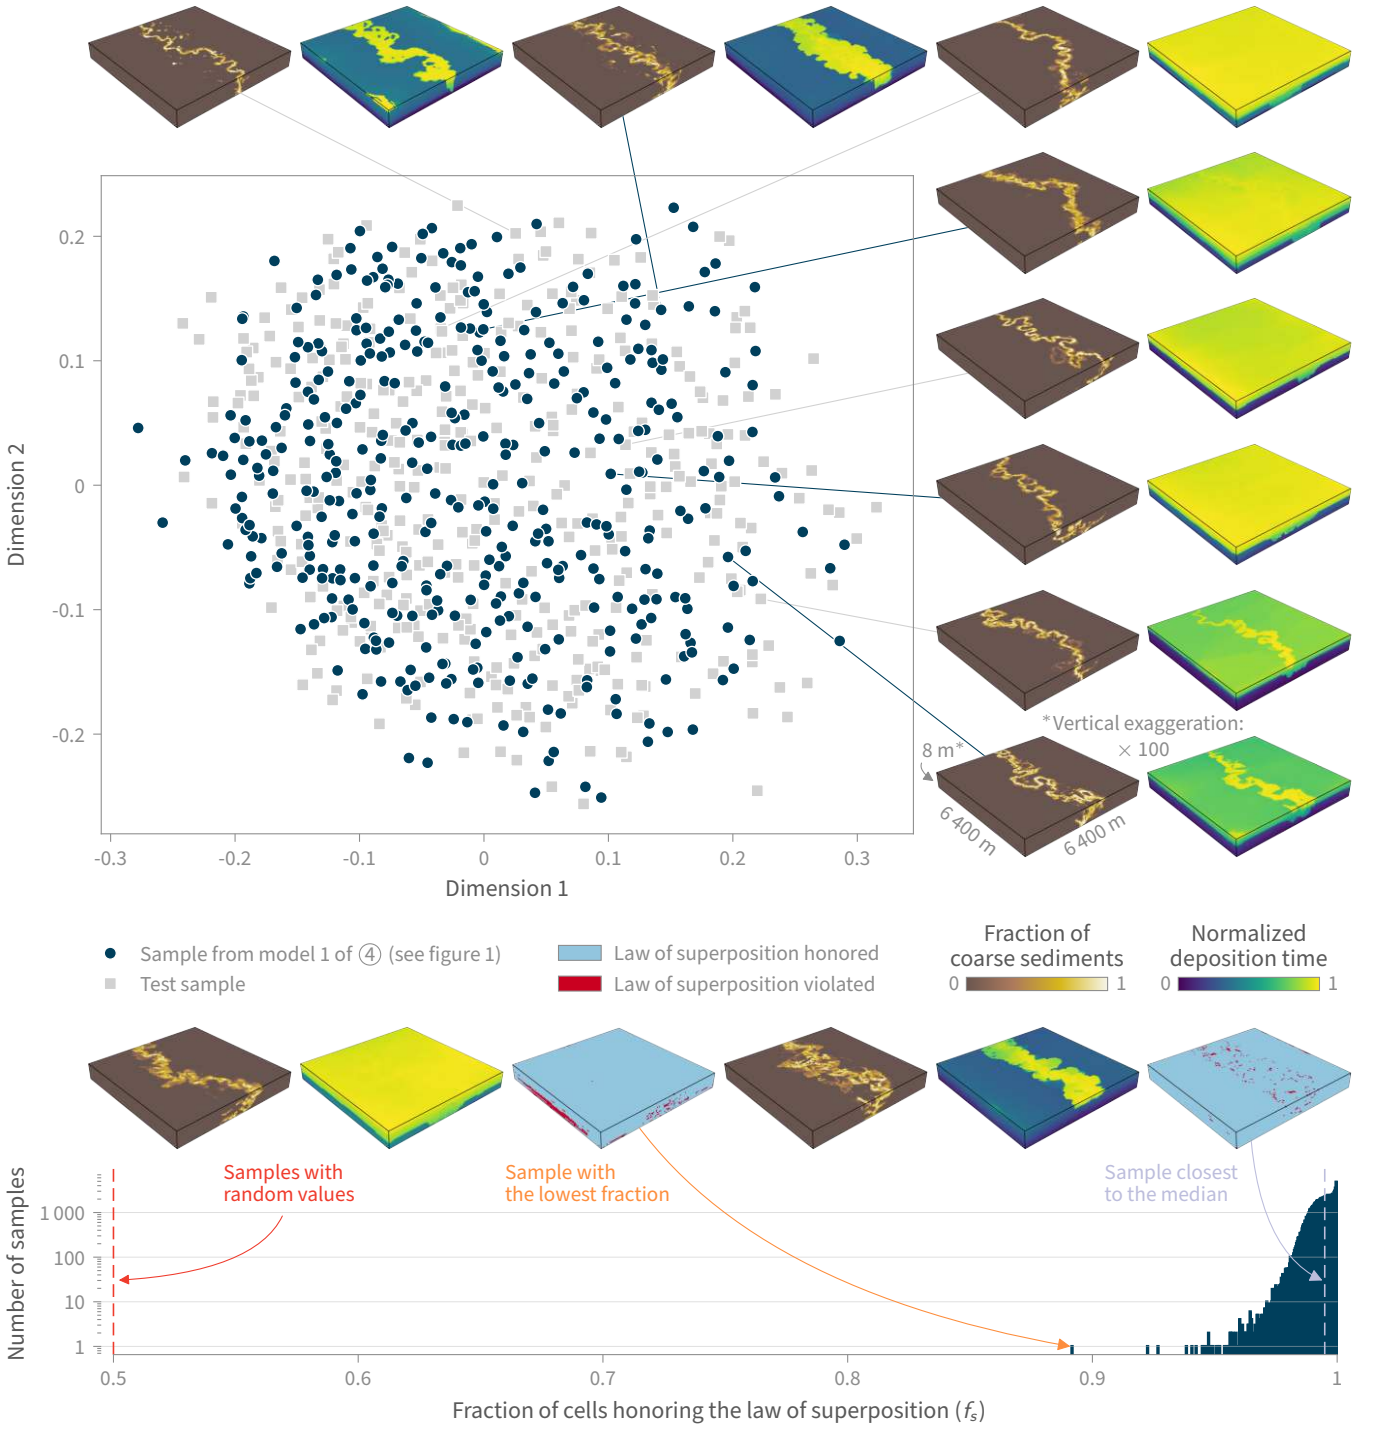 0.2
0.1
0
-0.1
-0.2
Dimension 2
-0.3
-0.2
-0.1
0
0.1
0.2
0.3
Dimension 1
*Vertical exaggeration:
× 100
8 m*
6 400 m
6 400 m
Sample from model 1 of ④ (see figure 1)
Test sample
Law of superposition honored
Law of superposition violated
Fraction of
coarse sediments
0 1
Normalized
deposition time
0 1
Samples with
random values
Sample with
the lowest fraction
Sample closest
to the median
Number of samples
1 000
100
10
1
0.5
0.6
0.7
0.8
0.9
1
Fraction of cells honoring the law of superposition (fₛ)